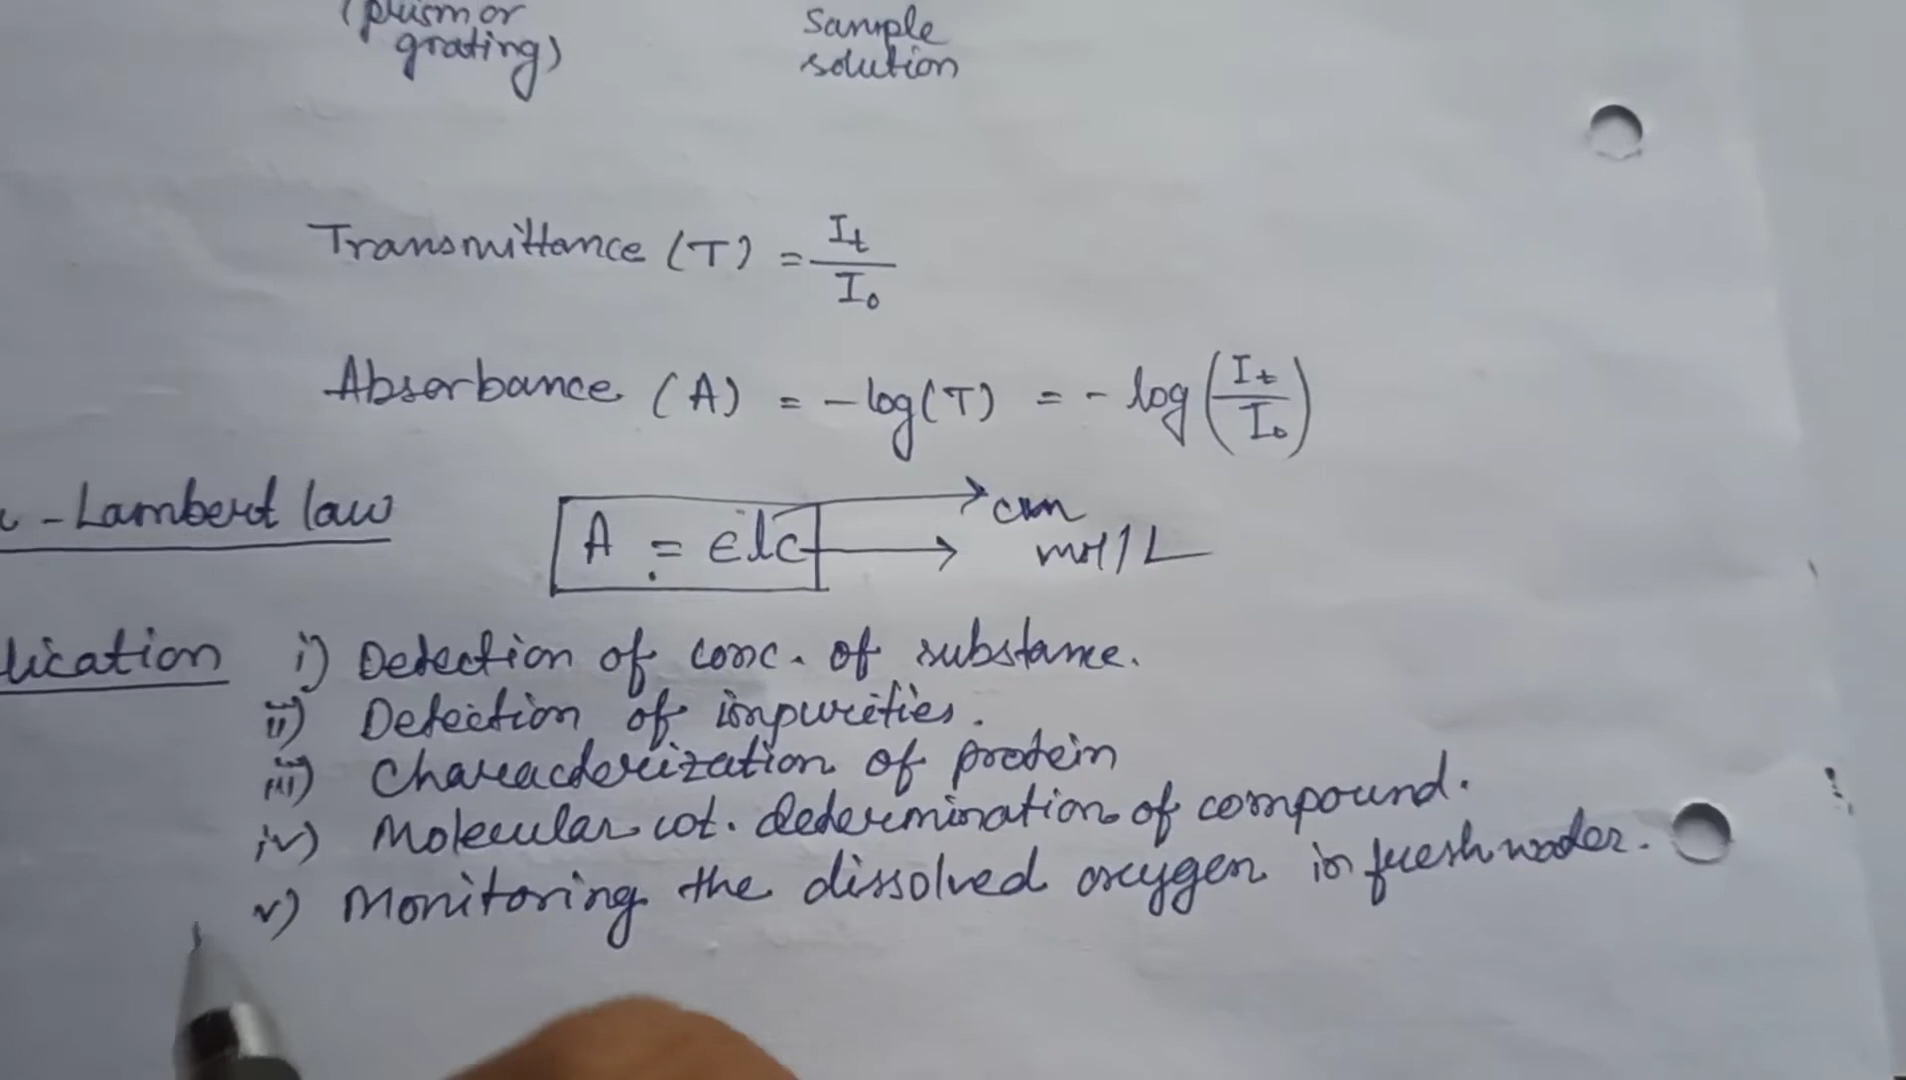 (prism or
grating)
sample
solution
Transmittance (T) = It/I0
Absorbance (A) = -log(T) = -log(It/I0)
-Lambert law
A = εlc
cm
mol/L
lication
i) Detection of conc. of substance.
ii) Detection of impurities.
iii) Characterization of protein
iv) Molecular wt. determination of compound.
v) Monitoring the dissolved oxygen in fresh water.